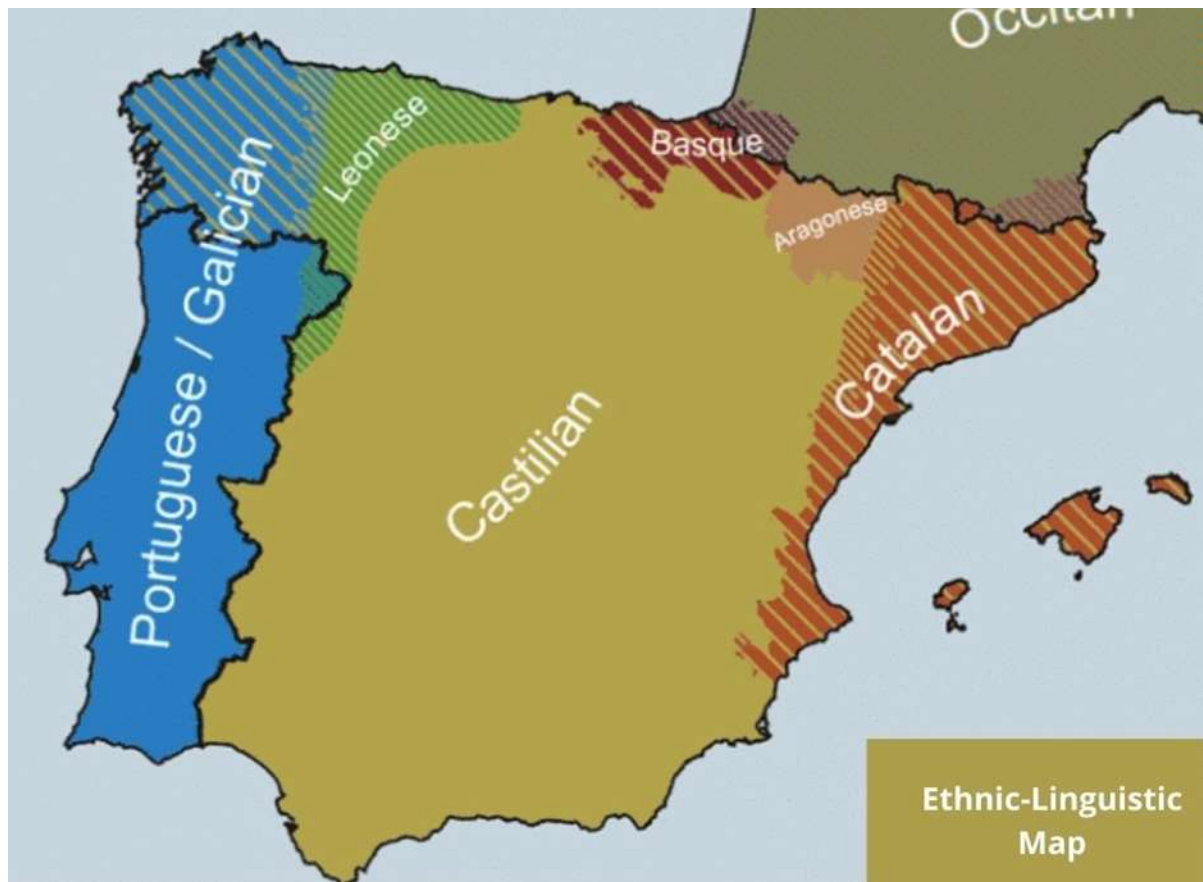 Occitan
Leonese
Basque
Aragonese
Portuguese / Galician
Catalan
Castilian
Ethnic-Linguistic
Map